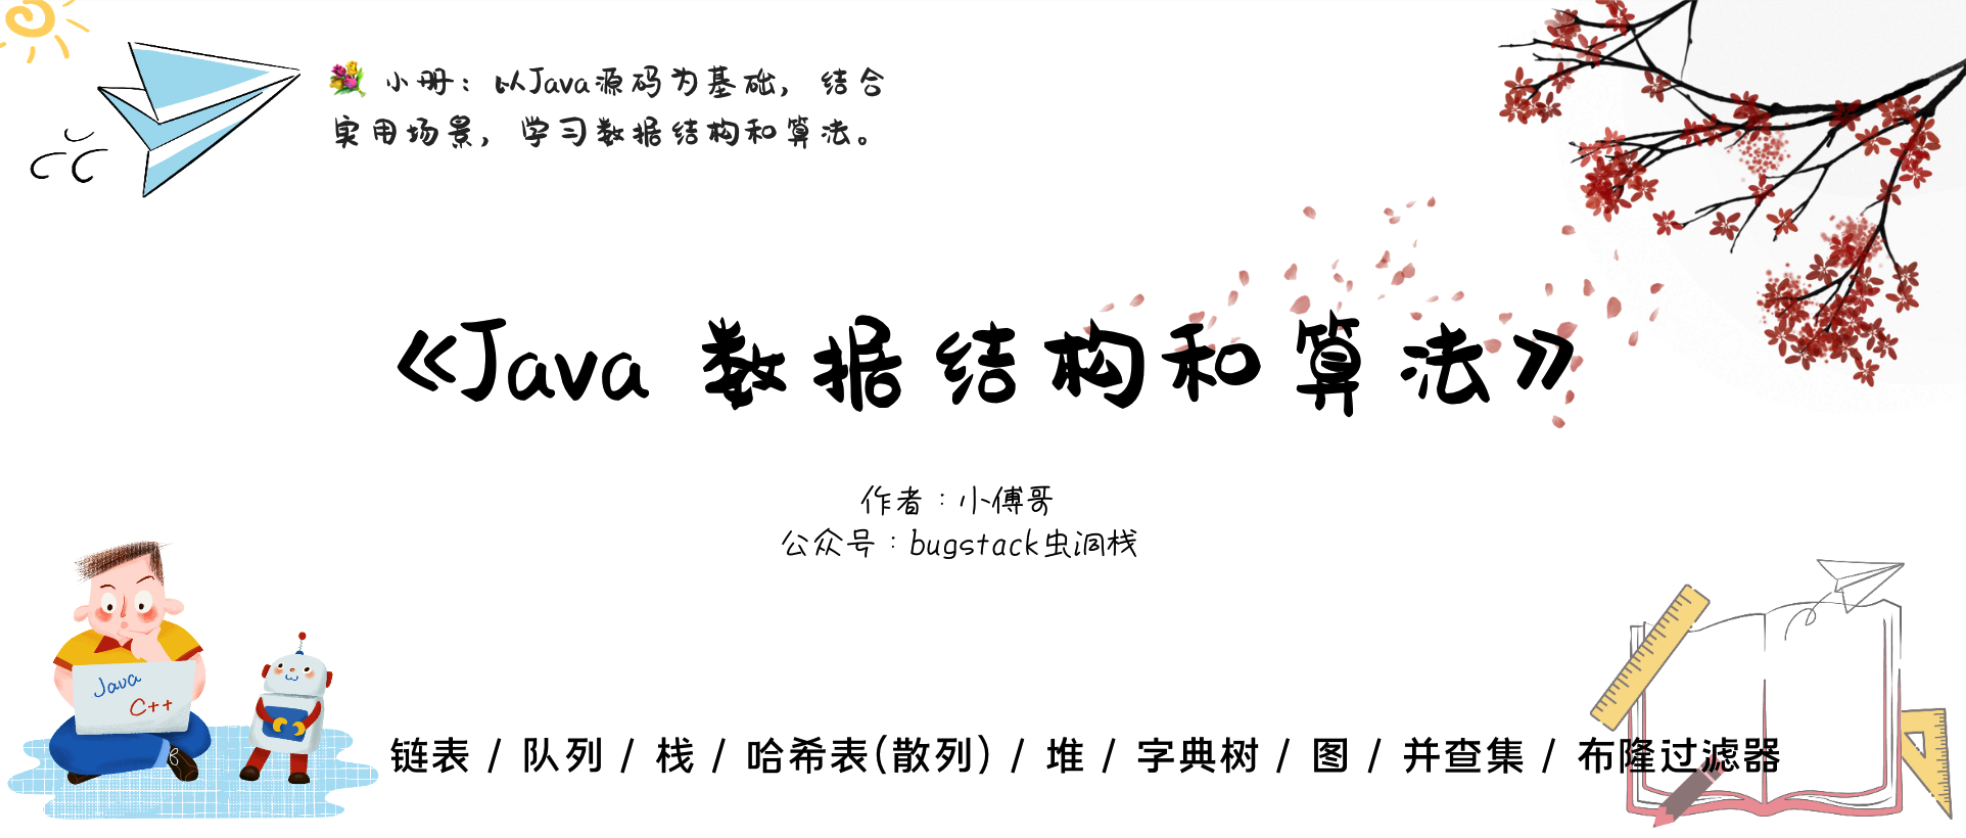 💐 小册：以Java源码为基础，结合
实用场景，学习数据结构和算法。
《Java 数据结构和算法》
作者：小傅哥
公众号：bugstack虫洞栈
Java
C++
链表 / 队列 / 栈 / 哈希表(散列) / 堆 / 字典树 / 图 / 并查集 / 布隆过滤器